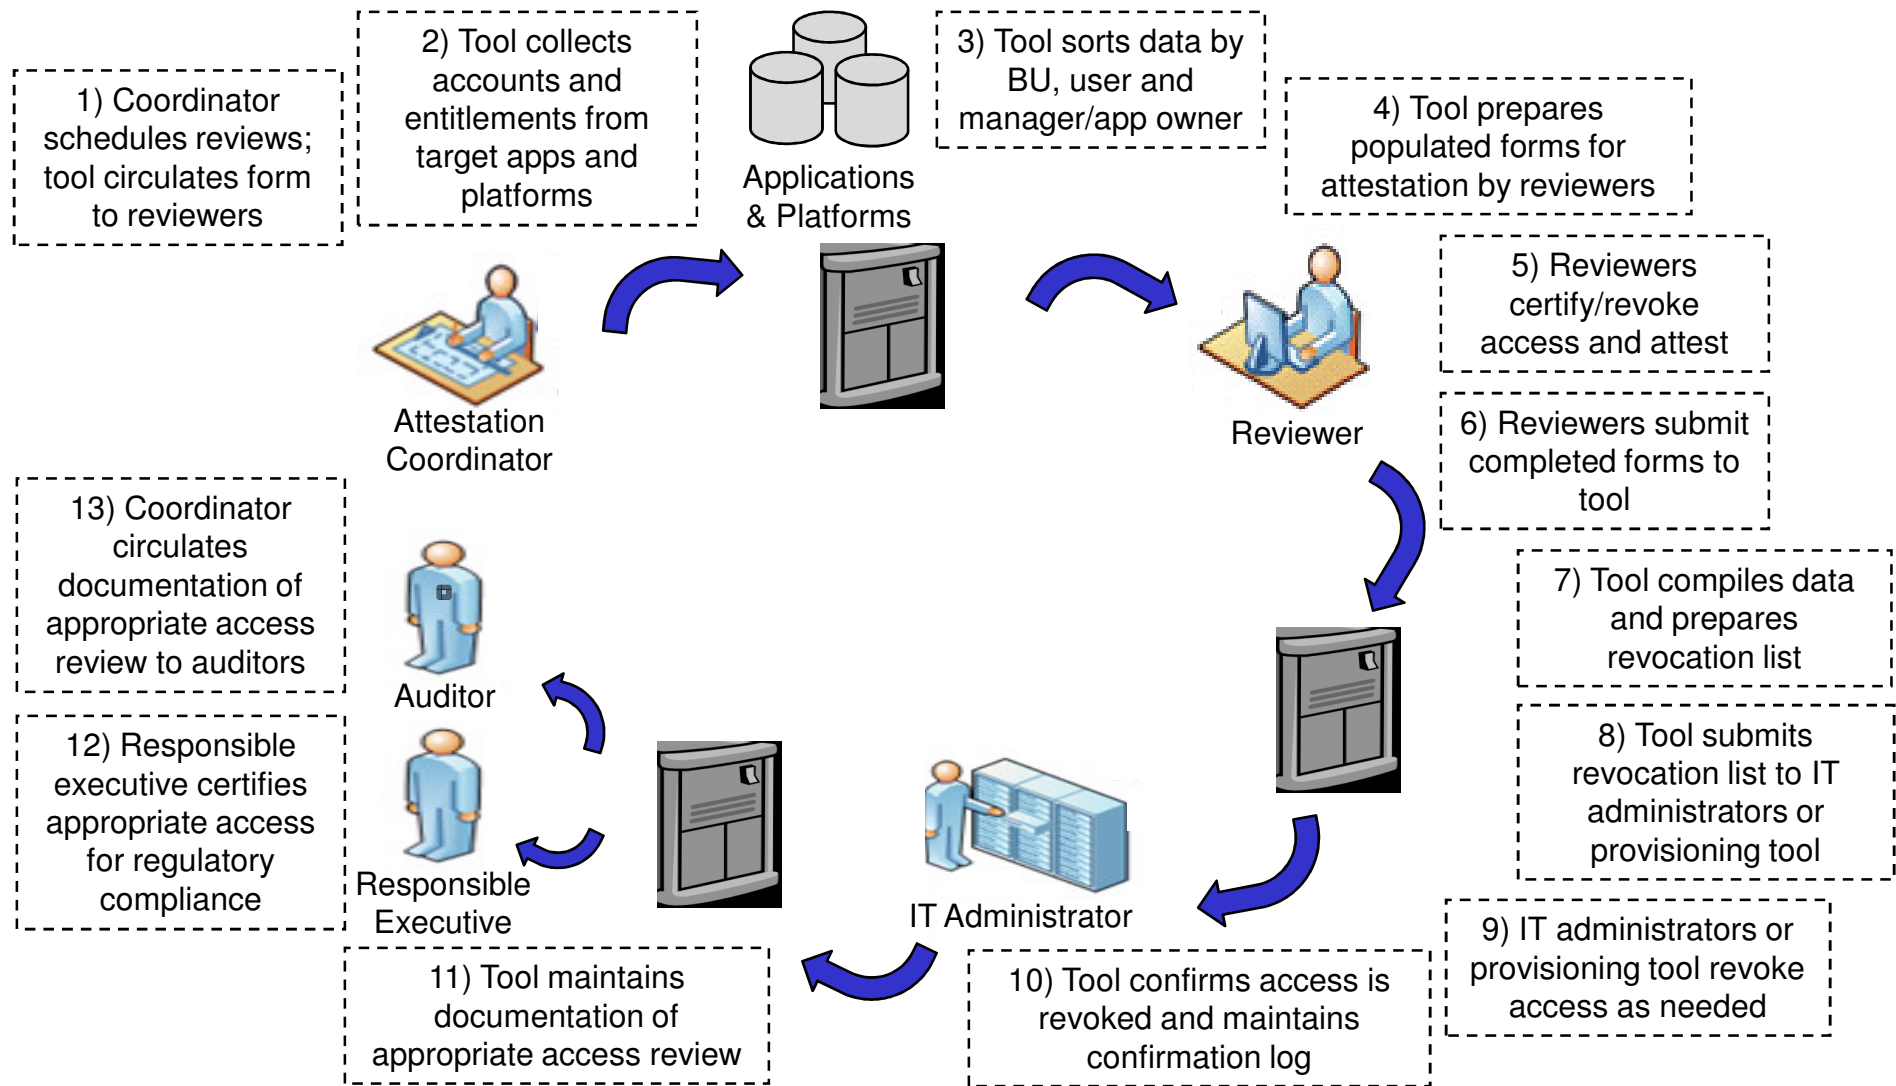 1) Coordinator
schedules reviews;
tool circulates form
to reviewers
2) Tool collects
accounts and
entitlements from
target apps and
platforms
Applications
& Platforms
3) Tool sorts data by
BU, user and
manager/app owner
4) Tool prepares
populated forms for
attestation by reviewers
5) Reviewers
certify/revoke
access and attest
Attestation
Coordinator
Reviewer
6) Reviewers submit
completed forms to
tool
7) Tool compiles data
and prepares
revocation list
8) Tool submits
revocation list to IT
administrators or
provisioning tool
9) IT administrators or
provisioning tool revoke
access as needed
IT Administrator
10) Tool confirms access is
revoked and maintains
confirmation log
11) Tool maintains
documentation of
appropriate access review
Responsible
Executive
12) Responsible
executive certifies
appropriate access
for regulatory
compliance
Auditor
13) Coordinator
circulates
documentation of
appropriate access
review to auditors